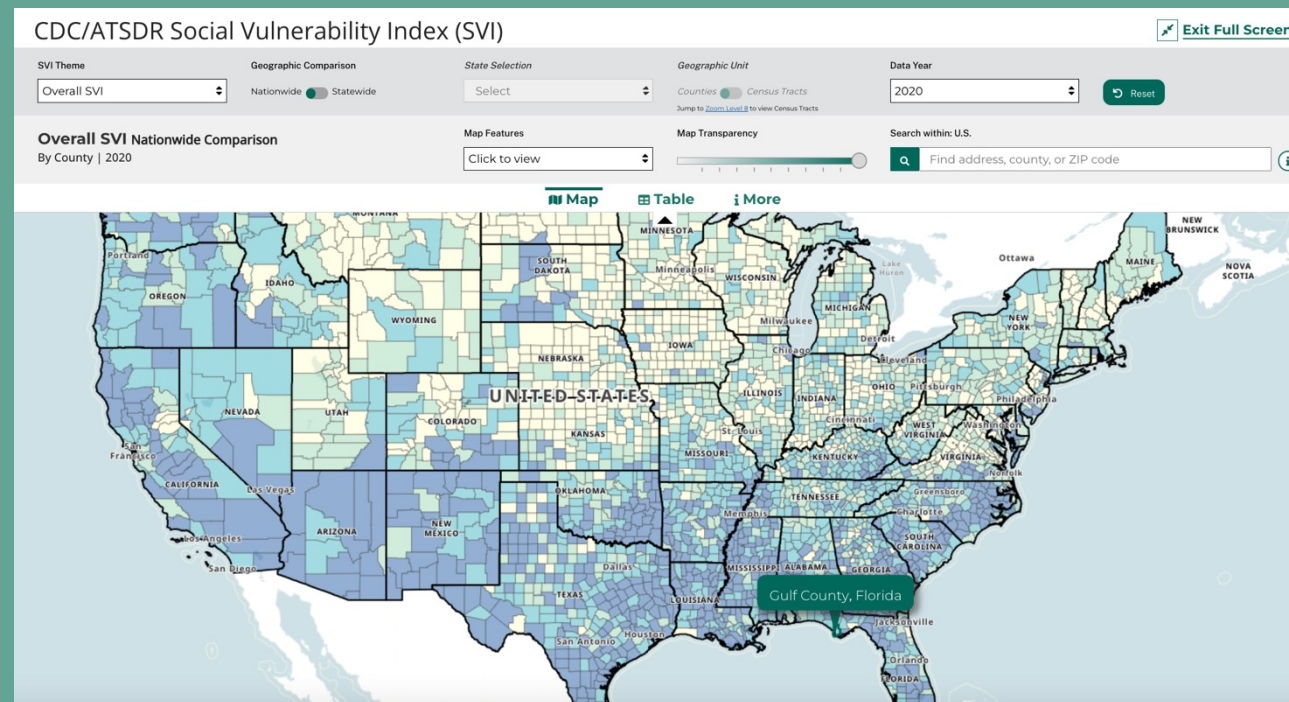 CDC/ATSDR Social Vulnerability Index (SVI)
Exit Full Screen
SVI Theme
Geographic Comparison
State Selection
Geographic Unit
Data Year
Overall SVI
Nationwide Statewide
Select
Counties Census Tracts
2020
Reset
Jump to Zoom Level 8 to view Census Tracts
Overall SVI Nationwide Comparison
By County | 2020
Map Features
Map Transparency
Search within: U.S.
Click to view
Find address, county, or ZIP code
Map
Table
More
MONTANA
MINNESOTA
NEW
BRUNSWICK
Portland
SOUTH
DAKOTA
Minneapolis
WISCONSIN
Lake
Huron
Ottawa
MAINE
NOVA
SCOTIA
OREGON
IDAHO
WYOMING
MICHIGAN
Milwaukee
NEW
YORK
Detroit
IOWA
Chicago
NEBRASKA
Cleveland
UNITED STATES
ILLINOIS
INDIANA
OHIO
Pittsburgh
Philadelphia
NEVADA
UTAH
COLORADO
Cincinnati
WEST
VIRGINIA
Washington
KANSAS
St. Louis
San
Francisco
MISSOURI
KENTUCKY
VIRGINIA
Norfolk
CALIFORNIA
Las Vegas
OKLAHOMA
TENNESSEE
Greensboro
Charlotte
Memphis
Los Angeles
ARIZONA
NEW
MEXICO
SOUTH
CAROLINA
San Diego
Dallas
MISSISSIPPI
ALABAMA
GEORGIA
TEXAS
LOUISIANA
Gulf County, Florida
Jacksonville
San Antonio
Houston
Orlando
FLORIDA